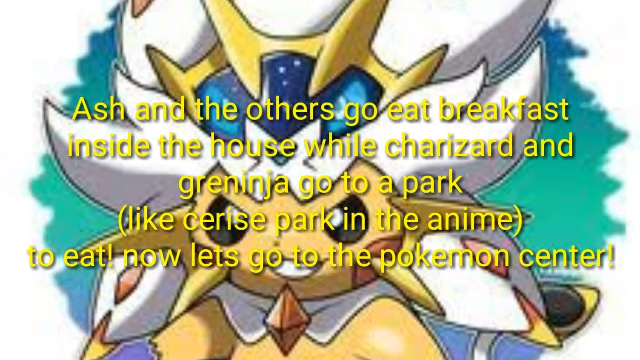 Ash and the others go eat breakfast
inside the house while charizard and
greninja go to a park
(like cerise park in the anime)
to eat! now lets go to the pokemon center!